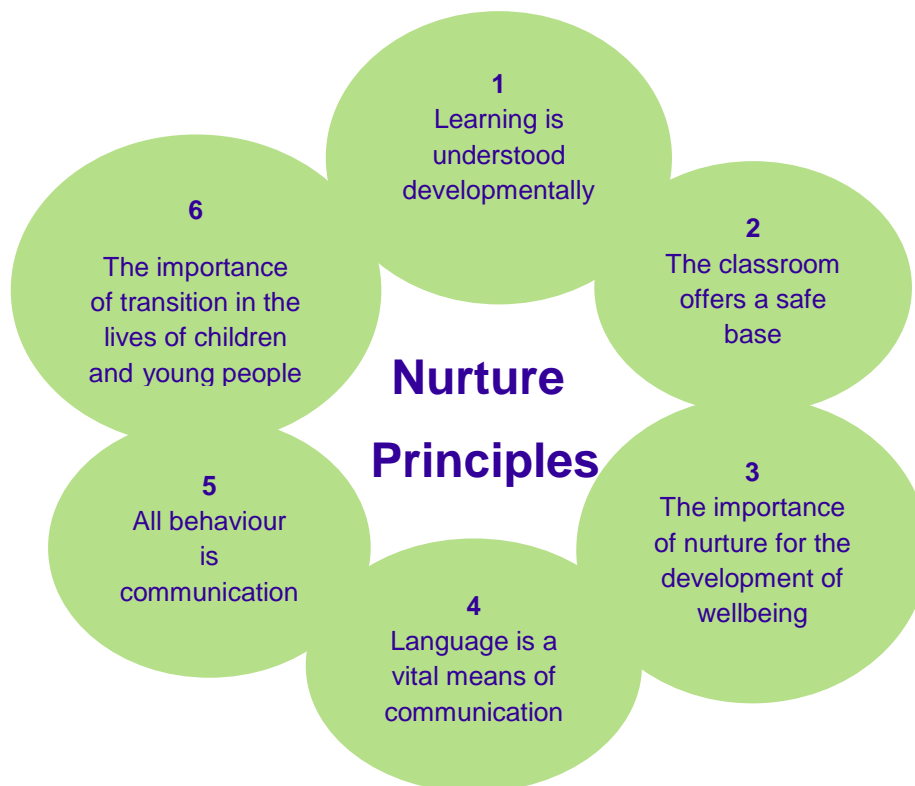 1
Learning is
understood
developmentally
2
The classroom
offers a safe
base
3
The importance
of nurture for the
development of
wellbeing
4
Language is a
vital means of
communication
5
All behaviour
is
communication
6
The importance
of transition in the
lives of children
and young people
Nurture
Principles